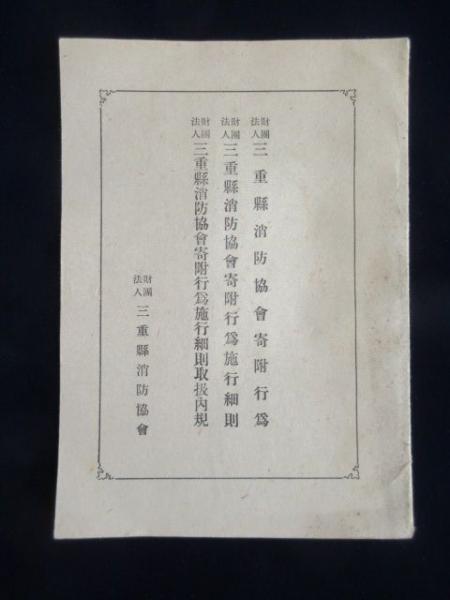 財團法人 三重縣消防協會寄附行爲
財團法人 三重縣消防協會寄附行爲施行細則
財團法人 三重縣消防協會寄附行爲施行細則取扱內規
財團法人 三重縣消防協會